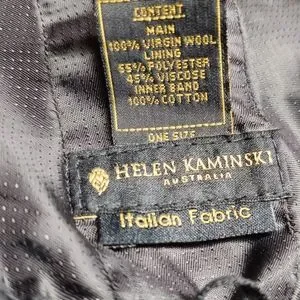 CONTENT
MAIN
100% VIRGIN WOOL
LINING
55% POLYESTER
45% VISCOSE
INNER BAND
100% COTTON
ONE SIZE
HELEN KAMINSKI
AUSTRALIA
Italian Fabric